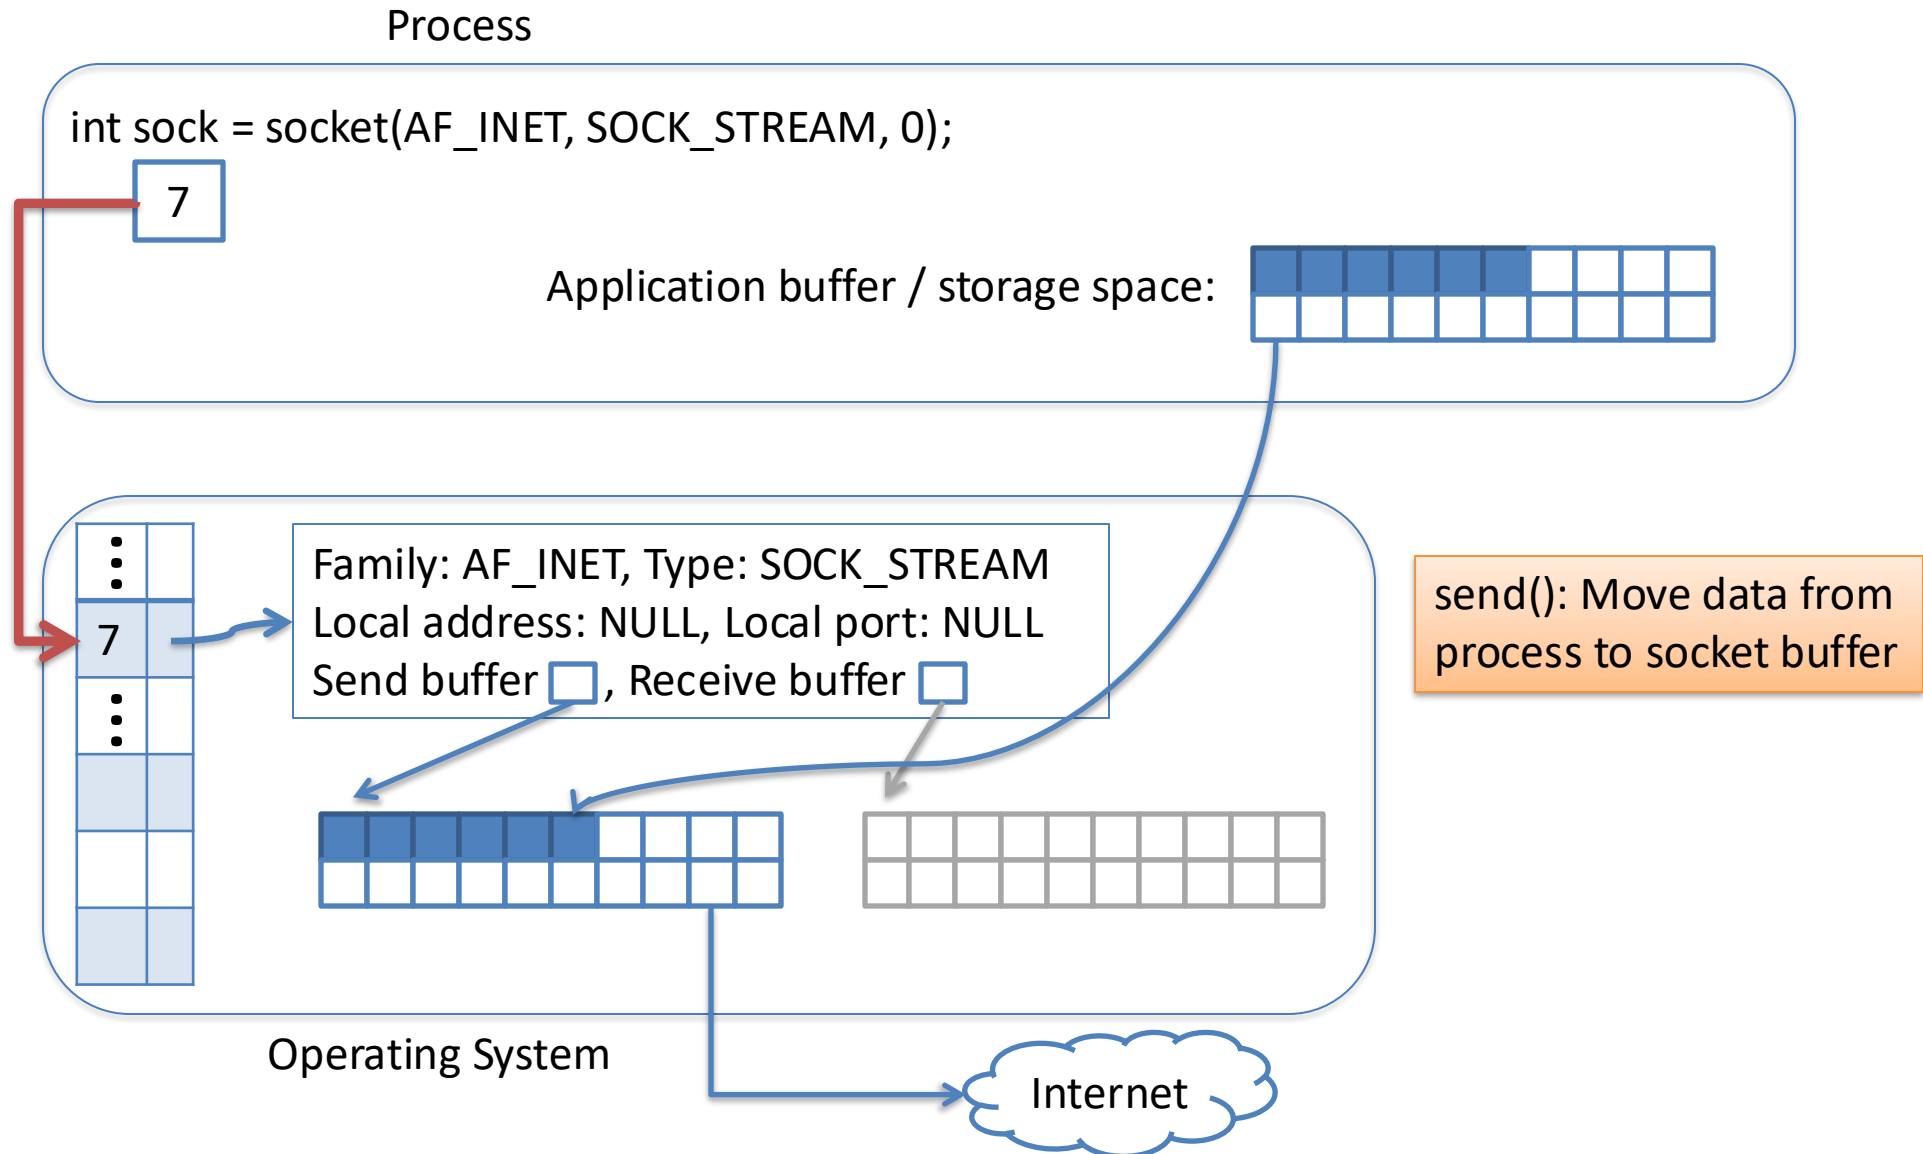 Process
int sock = socket(AF_INET, SOCK_STREAM, 0);
7
Application buffer / storage space:
Family: AF_INET, Type: SOCK_STREAM
7
Local address: NULL, Local port: NULL
Send buffer , Receive buffer
send(): Move data from
process to socket buffer
Operating System
Internet